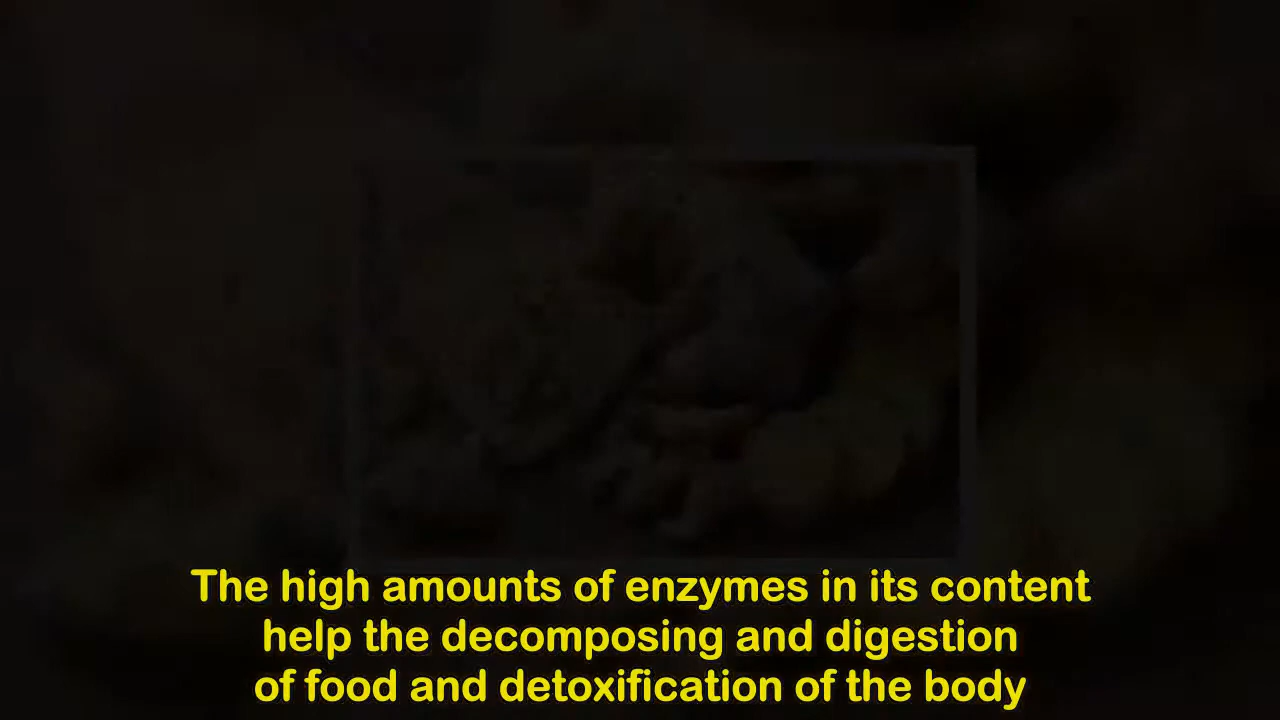 The high amounts of enzymes in its content
help the decomposing and digestion
of food and detoxification of the body